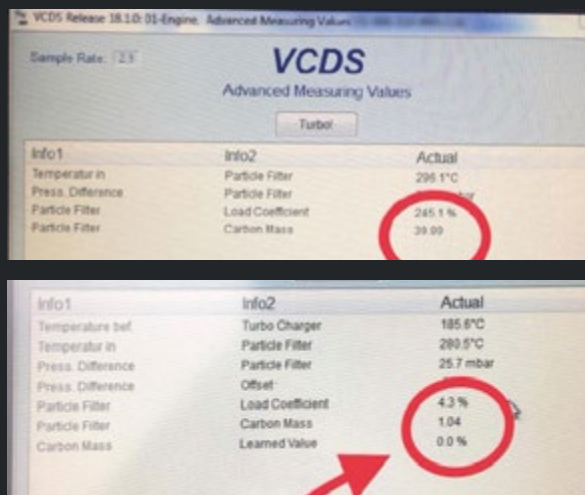 VCDS Release 18.1.0: 01-Engine, Advanced Measuring Values
Sample Rate: 2.5
VCDS
Advanced Measuring Values
Turbo!
Info1 Info2 Actual
Temperatur in Particle Filter 296.1°C
Press. Difference Particle Filter
Particle Filter Load Coefficient 245.1 %
Particle Filter Carbon Mass 39.99
Info1 Info2 Actual
Temperature bef. Turbo Charger 185.6°C
Temperatur in Particle Filter 280.5°C
Press. Difference Particle Filter 25.7 mbar
Press. Difference Offset
Particle Filter Load Coefficient 4.3 %
Particle Filter Carbon Mass 1.04
Carbon Mass Learned Value 0.0 %